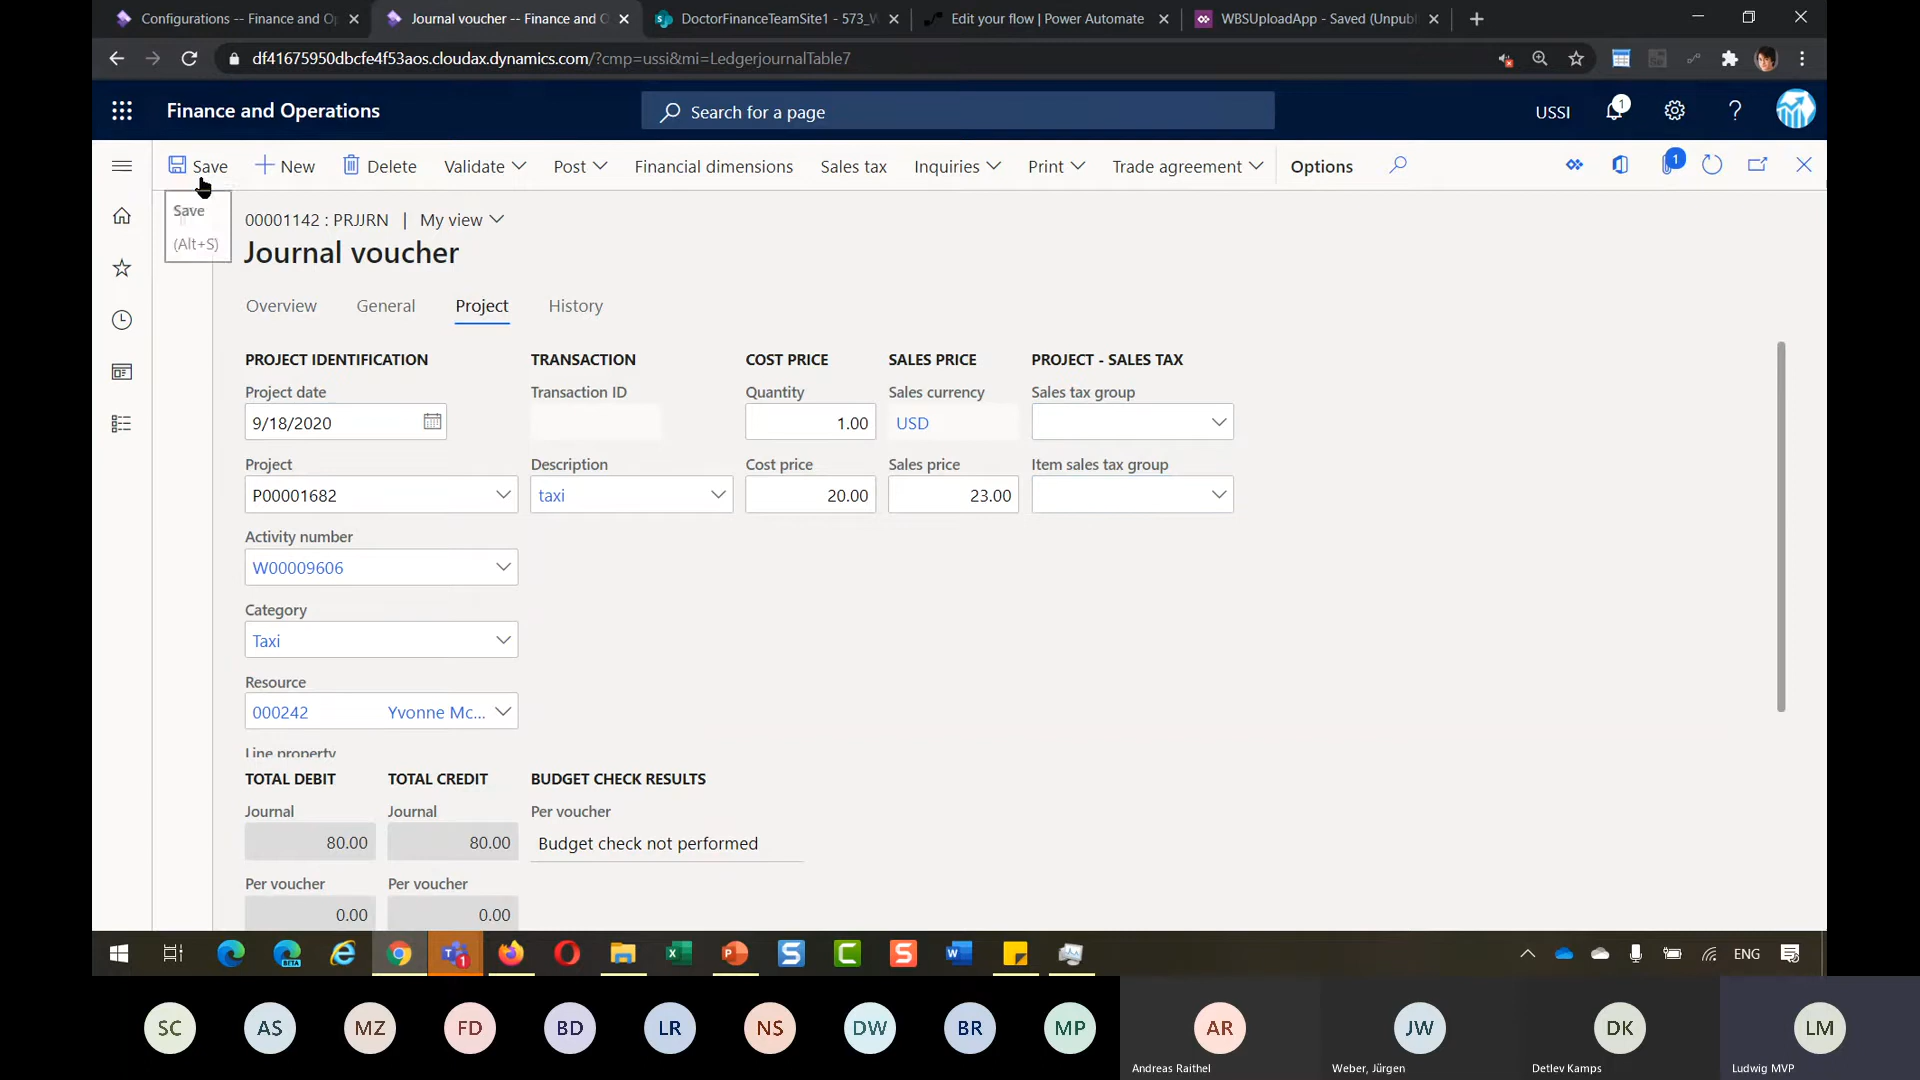 Configurations -- Finance and Op
Journal voucher -- Finance and O
DoctorFinanceTeamSite1 - 573_W
Edit your flow | Power Automate
WBSUploadApp - Saved (Unpubl
df41675950dbcfe4f53aos.cloudax.dynamics.com/?cmp=ussi&mi=LedgerjournalTable7
Finance and Operations
Search for a page
USSI
1
?
Save
New
Delete
Validate
Post
Financial dimensions
Sales tax
Inquiries
Print
Trade agreement
Options
1
Save
(Alt+S)
00001142 : PRJJRN | My view
Journal voucher
Overview
General
Project
History
PROJECT IDENTIFICATION
Project date
9/18/2020
Project
P00001682
Activity number
W00009606
Category
Taxi
Resource
000242 Yvonne Mc...
Line property
TRANSACTION
Transaction ID
Description
taxi
COST PRICE
Quantity
1.00
Cost price
20.00
SALES PRICE
Sales currency
USD
Sales price
23.00
PROJECT - SALES TAX
Sales tax group
Item sales tax group
TOTAL DEBIT
Journal
80.00
Per voucher
0.00
TOTAL CREDIT
Journal
80.00
Per voucher
0.00
BUDGET CHECK RESULTS
Per voucher
Budget check not performed
BETA
1
ENG
SC
AS
MZ
FD
BD
LR
NS
DW
BR
MP
AR
Andreas Raithel
JW
Weber, Jürgen
DK
Detlev Kamps
LM
Ludwig MVP